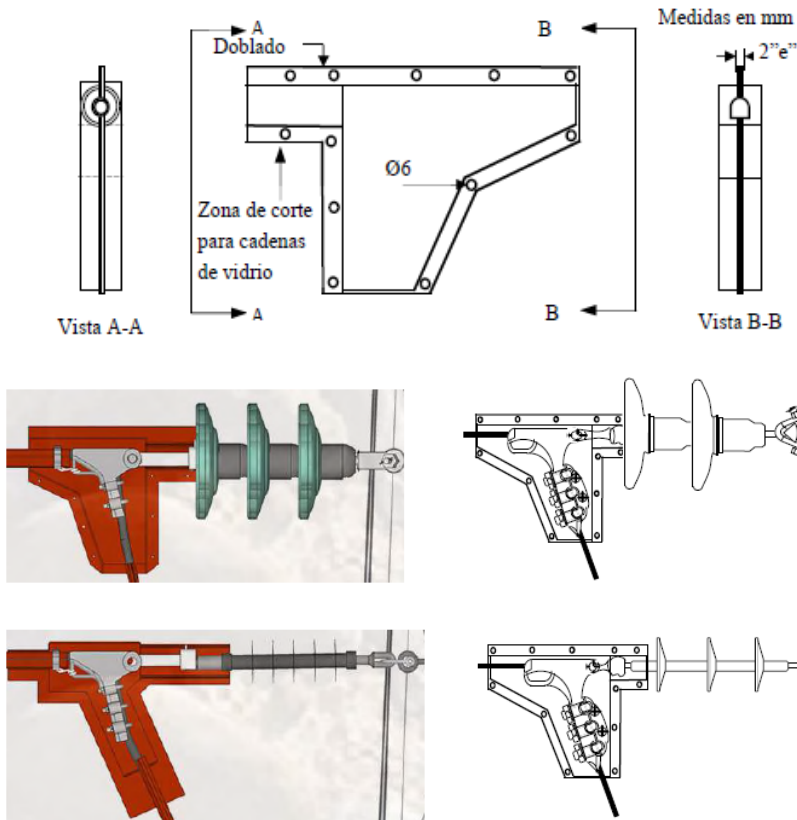 Medidas en mm
A
B
Doblado
2”e”
Ø6
Zona de corte
para cadenas
de vidrio
A
B
Vista A-A
Vista B-B